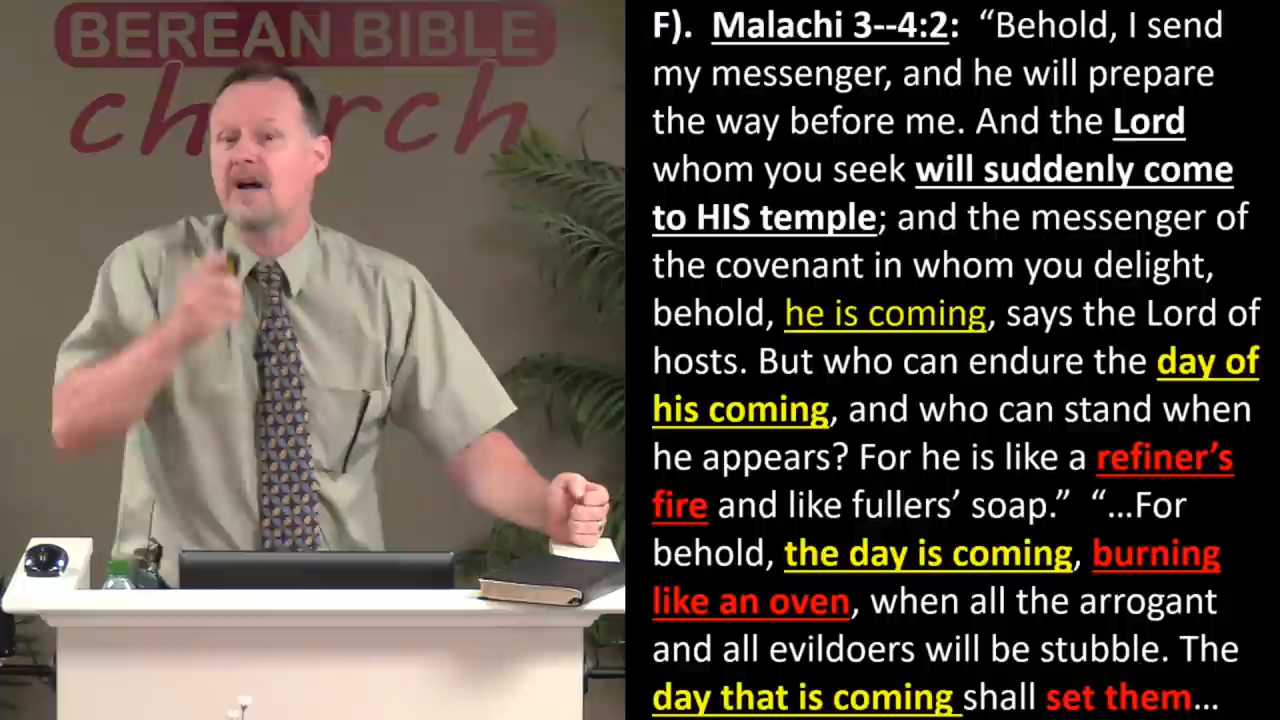 BEREAN BIBLE
church
F). Malachi 3--4:2: “Behold, I send
my messenger, and he will prepare
the way before me. And the Lord
whom you seek will suddenly come
to HIS temple; and the messenger of
the covenant in whom you delight,
behold, he is coming, says the Lord of
hosts. But who can endure the day of
his coming, and who can stand when
he appears? For he is like a refiner’s
fire and like fullers’ soap.” “…For
behold, the day is coming, burning
like an oven, when all the arrogant
and all evildoers will be stubble. The
day that is coming shall set them…